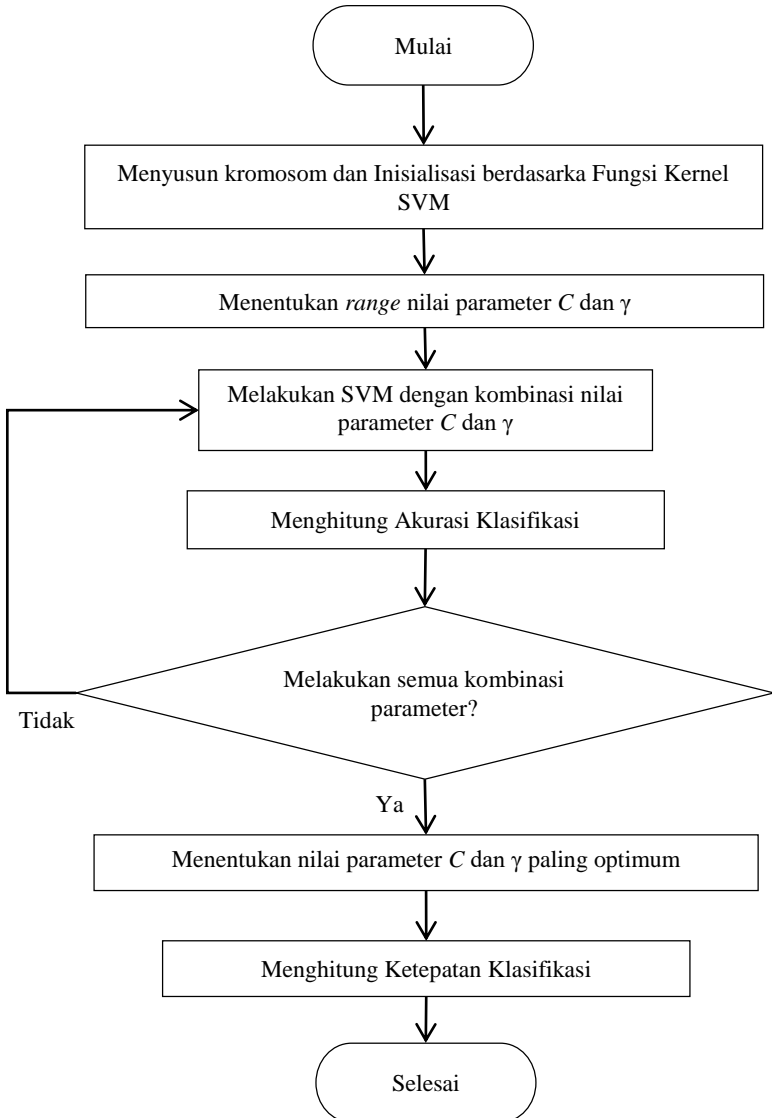 Mulai
Menyusun kromosom dan Inisialisasi berdasarka Fungsi Kernel
SVM
Menentukan range nilai parameter C dan γ
Melakukan SVM dengan kombinasi nilai
parameter C dan γ
Menghitung Akurasi Klasifikasi
Melakukan semua kombinasi
parameter?
Tidak
Ya
Menentukan nilai parameter C dan γ paling optimum
Menghitung Ketepatan Klasifikasi
Selesai